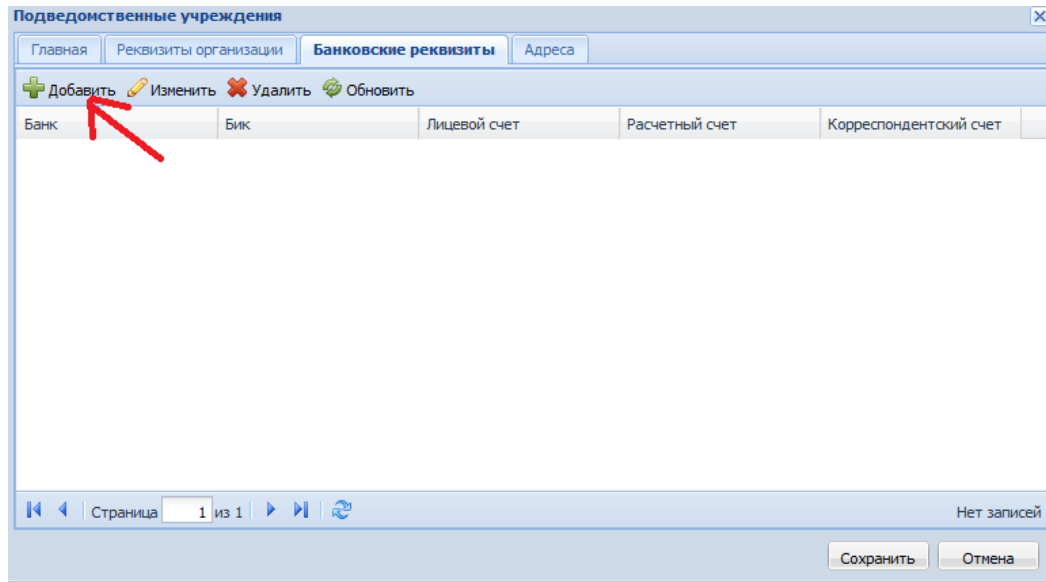 Подведомственные учреждения
Главная Реквизиты организации Банковские реквизиты Адреса
Добавить Изменить Удалить Обновить
Банк Бик Лицевой счет Расчетный счет Корреспондентский счет
Страница 1 из 1 Нет записей
Сохранить Отмена